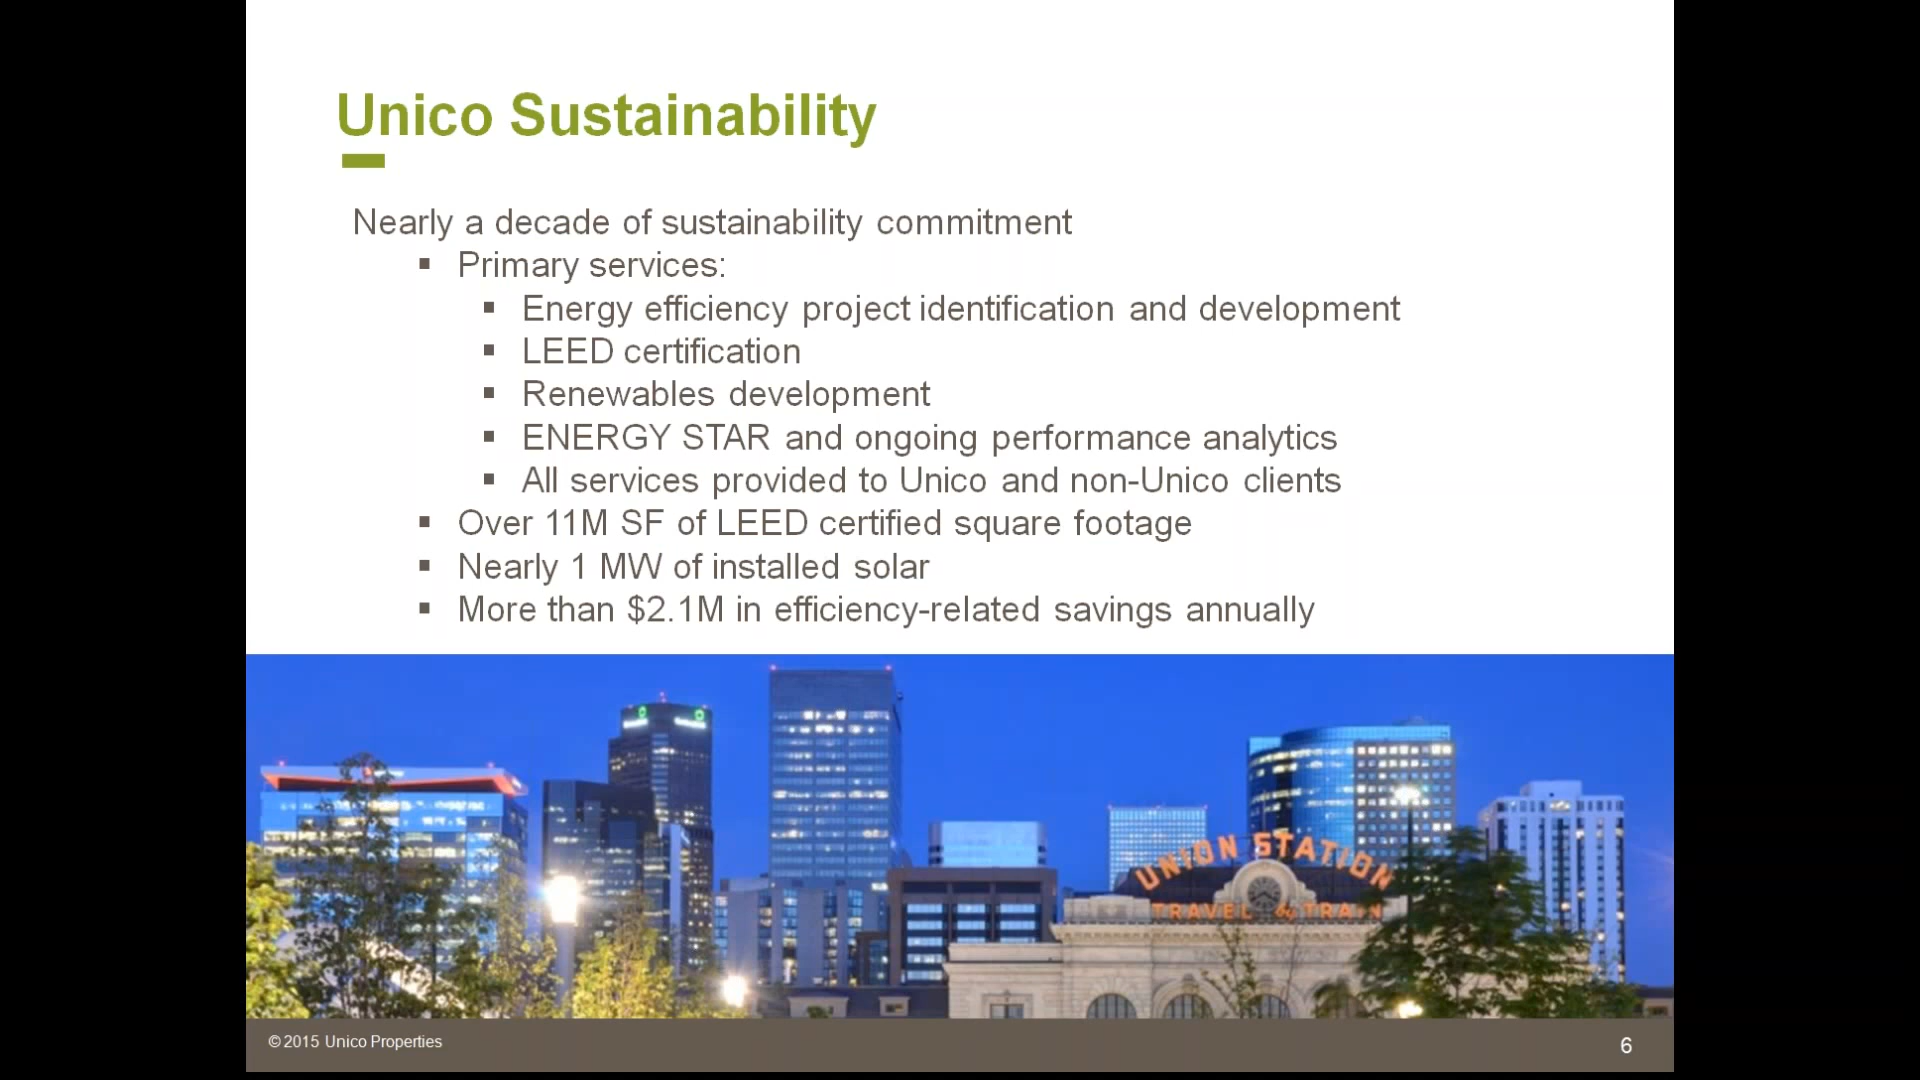 Unico Sustainability
Nearly a decade of sustainability commitment
▪ Primary services:
▪ Energy efficiency project identification and development
▪ LEED certification
▪ Renewables development
▪ ENERGY STAR and ongoing performance analytics
▪ All services provided to Unico and non-Unico clients
▪ Over 11M SF of LEED certified square footage
▪ Nearly 1 MW of installed solar
▪ More than $2.1M in efficiency-related savings annually
UNION STATION
TRAVEL by TRAIN
© 2015 Unico Properties
6